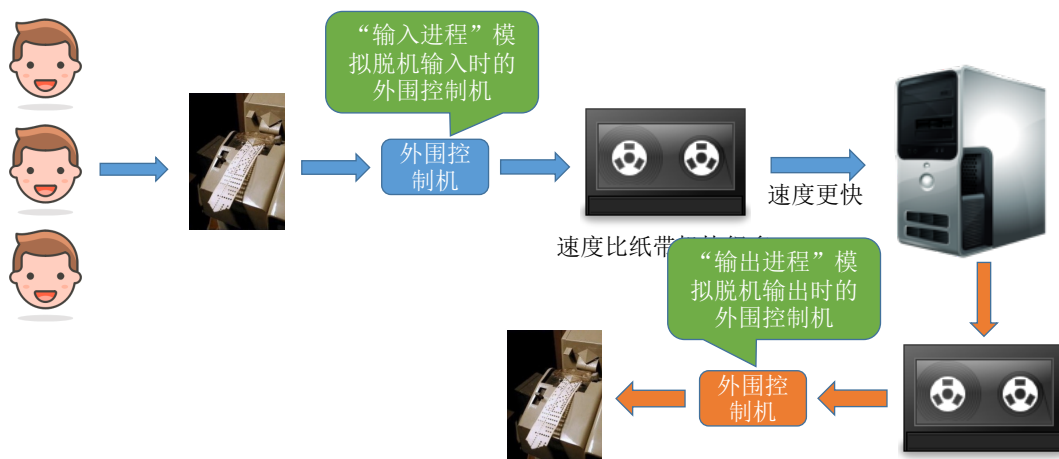 “输入进程”模
拟脱机输入时的
外围控制机
外围控
制机
速度更快
速度比纸带
“输出进程”模
拟脱机输出时的
外围控制机
外围控
制机